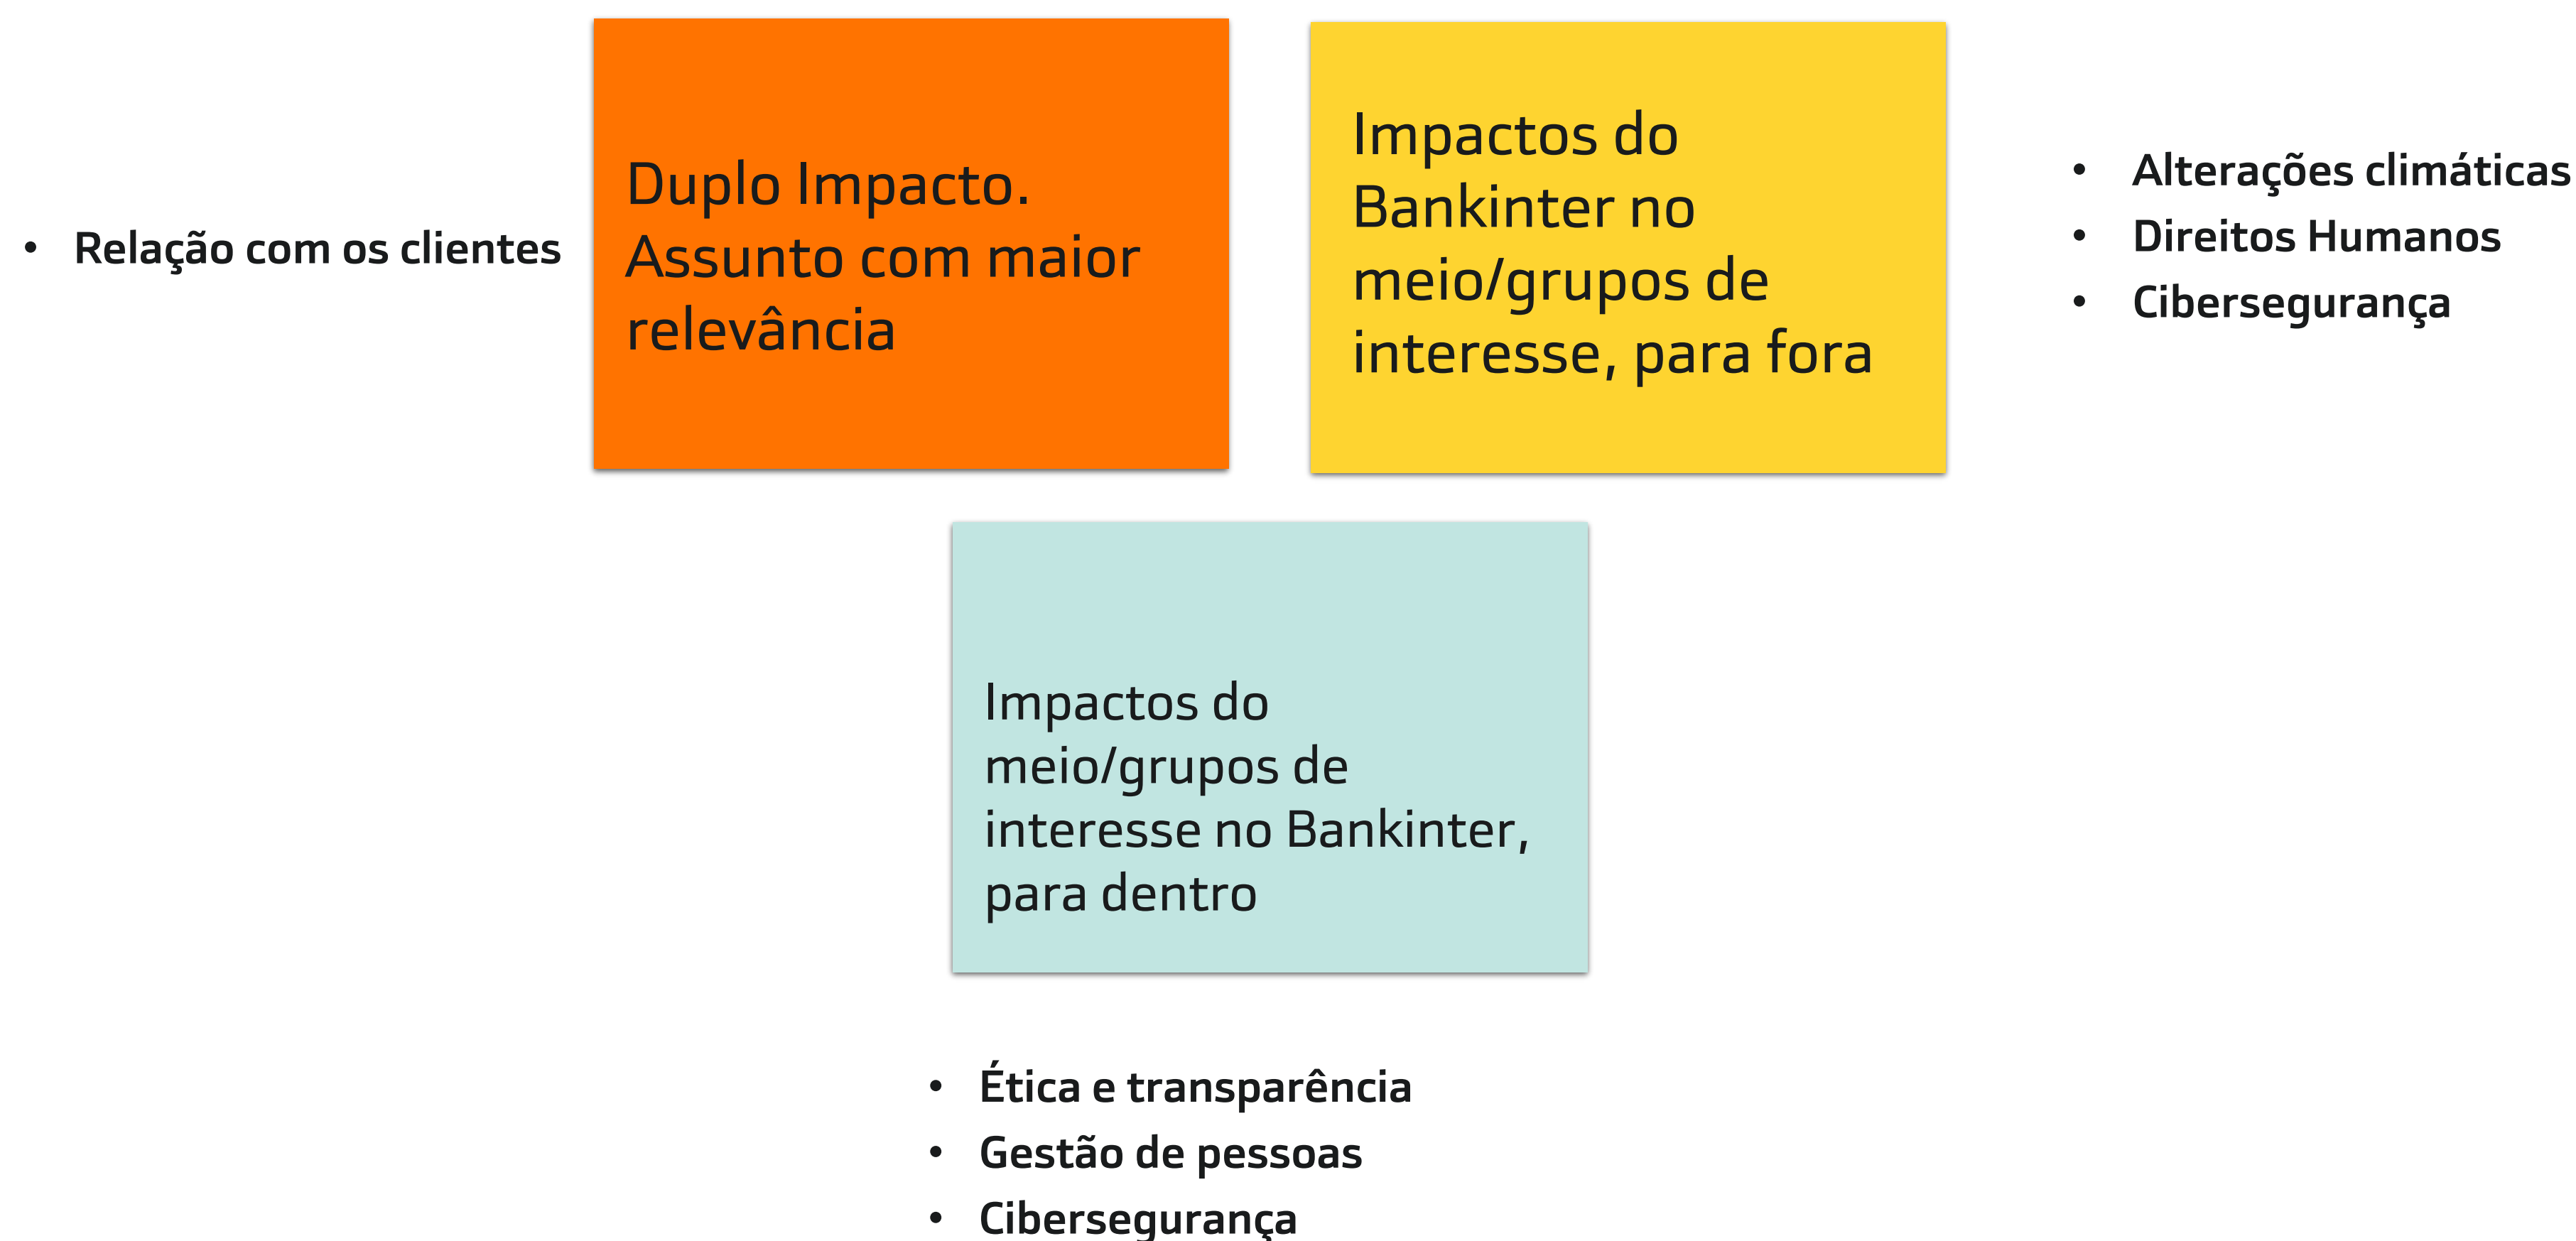 • Relação com os clientes
Duplo Impacto.
Assunto com maior
relevância
Impactos do
Bankinter no
meio/grupos de
interesse, para fora
• Alterações climáticas
• Direitos Humanos
• Cibersegurança
Impactos do
meio/grupos de
interesse no Bankinter,
para dentro
• Ética e transparência
• Gestão de pessoas
• Cibersegurança